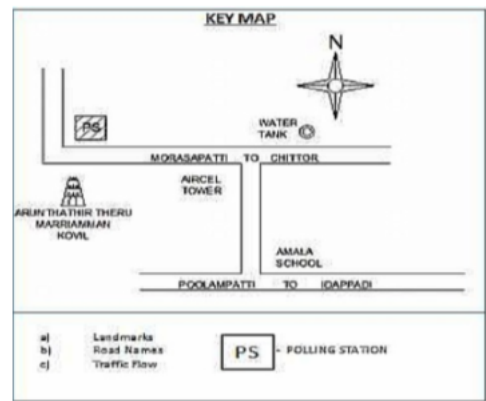 KEY MAP
N
PS
WATER
TANK
MORASAPATTI TO CHITTOR
AIRCEL
TOWER
ARUNTHATHIR THERU
MARRIAMMAN
KOVIL
AMALA
SCHOOL
POOLAMPATTI TO IDAPPADI
a) Landmarks
b) Road Names
c) Traffic Flow
PS - POLLING STATION